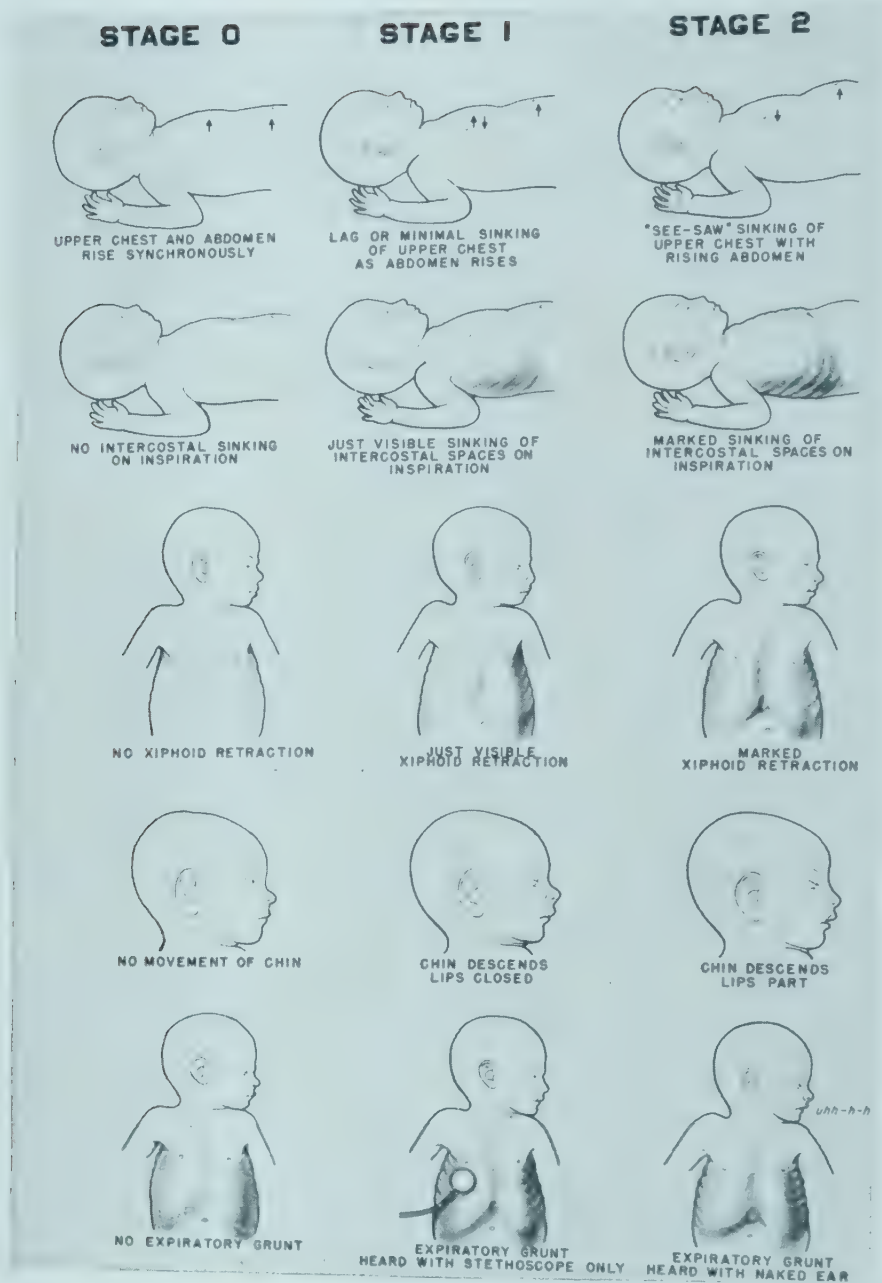 STAGE 0
STAGE 1
STAGE 2
UPPER CHEST AND ABDOMEN
RISE SYNCHRONOUSLY
LAG OR MINIMAL SINKING
OF UPPER CHEST
AS ABDOMEN RISES
"SEE-SAW" SINKING OF
UPPER CHEST WITH
RISING ABDOMEN
NO INTERCOSTAL SINKING
ON INSPIRATION
JUST VISIBLE SINKING OF
INTERCOSTAL SPACES ON
INSPIRATION
MARKED SINKING OF
INTERCOSTAL SPACES ON
INSPIRATION
NO XIPHOID RETRACTION
JUST VISIBLE
XIPHOID RETRACTION
MARKED
XIPHOID RETRACTION
NO MOVEMENT OF CHIN
CHIN DESCENDS
LIPS CLOSED
CHIN DESCENDS
LIPS PART
uhh-h-h
NO EXPIRATORY GRUNT
EXPIRATORY GRUNT
HEARD WITH STETHOSCOPE ONLY
EXPIRATORY GRUNT
HEARD WITH NAKED EAR